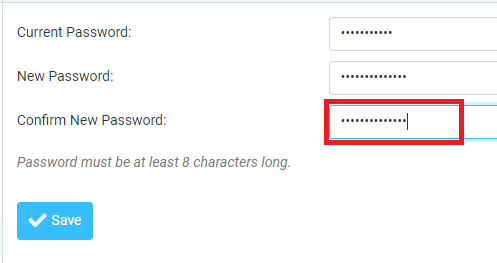 Current Password: •••••••••••
New Password: ••••••••••••••
Confirm New Password: ••••••••••••••
Password must be at least 8 characters long.
Save